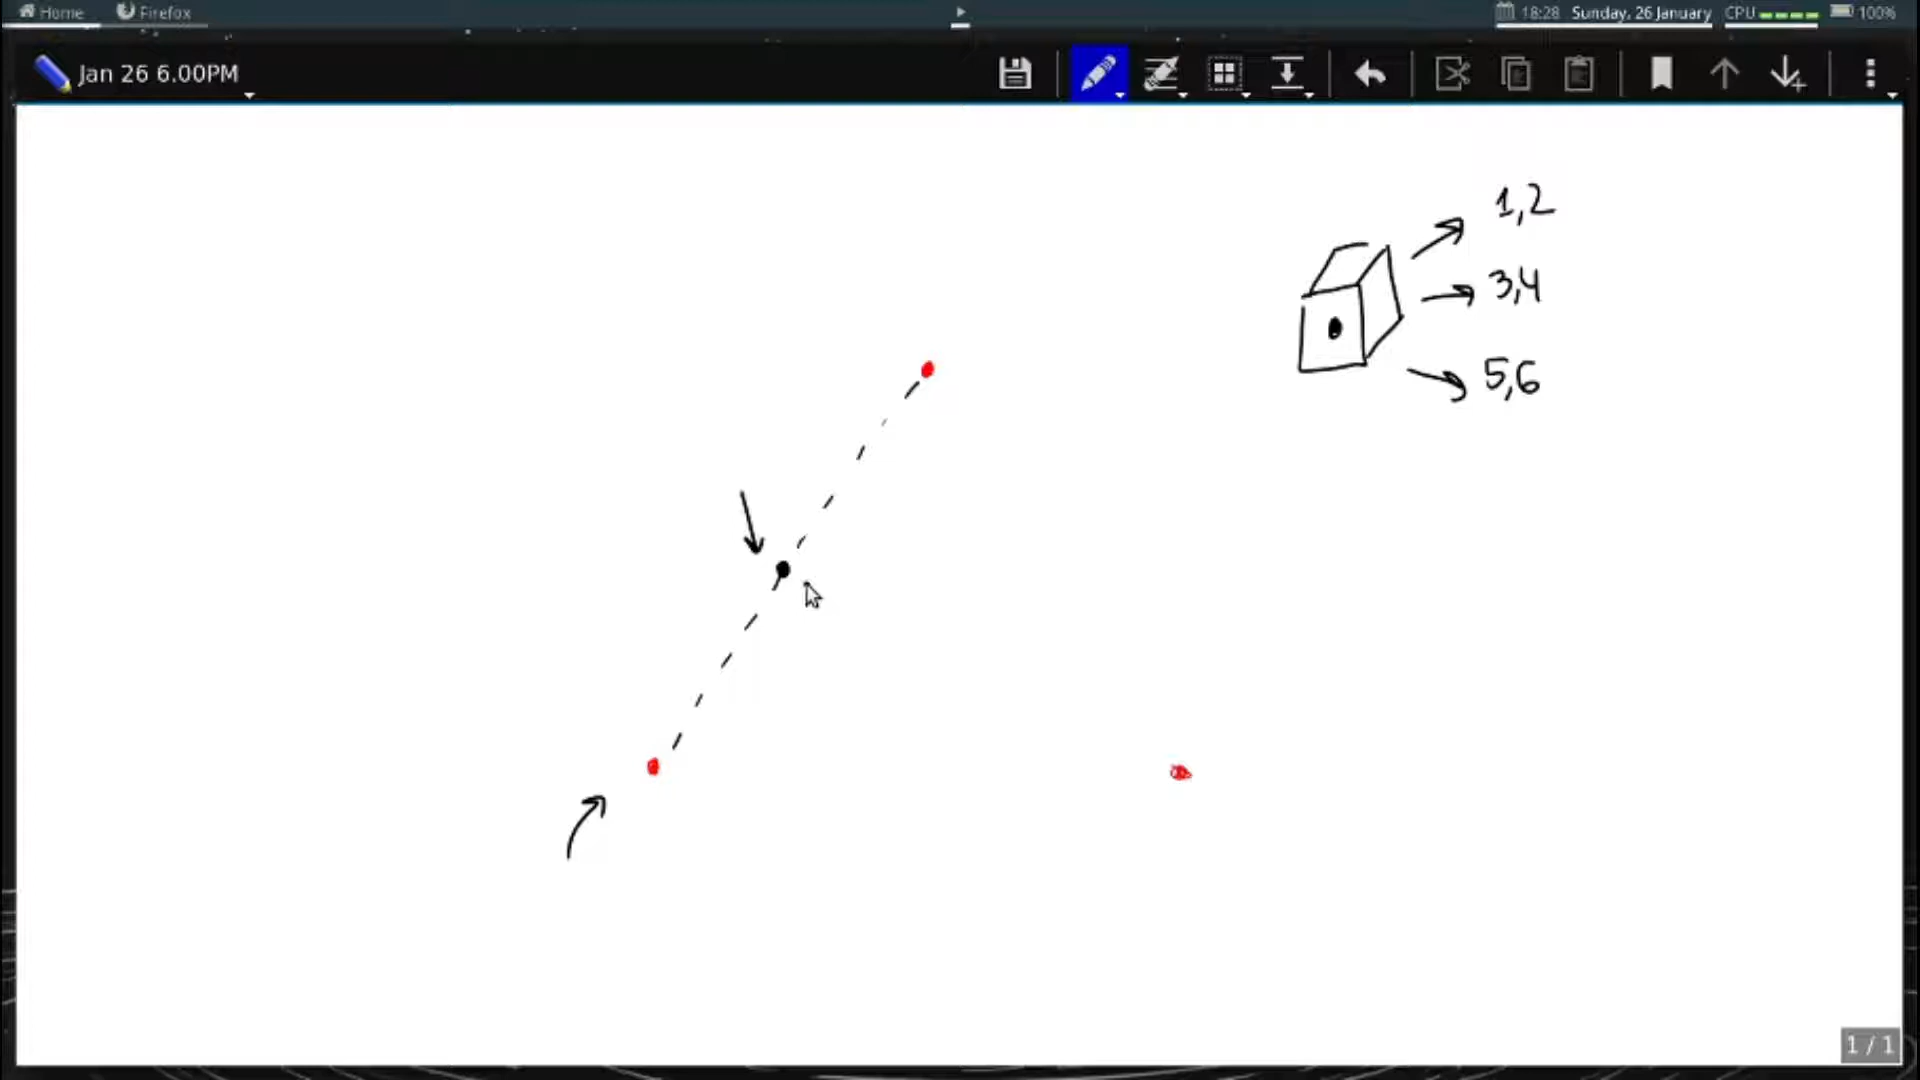 Home Firefox 18:28 Sunday, 26 January CPU 100%
Jan 26 6.00PM
1,2
3,4
5,6
1 / 1